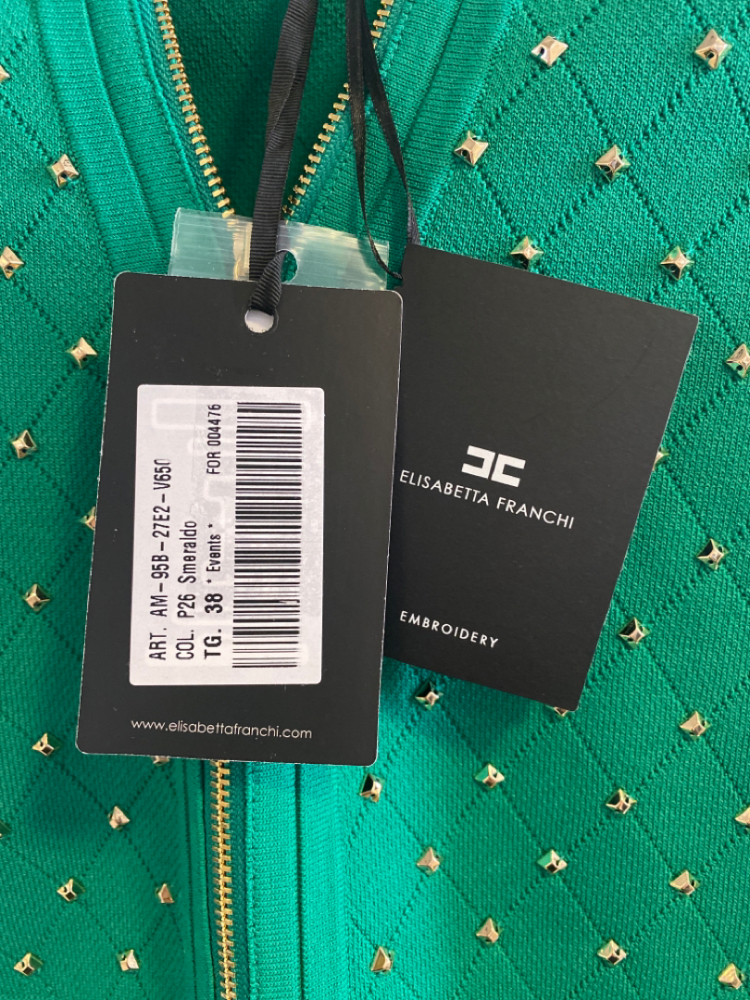 ART. AM-95B-27E2-V650
COL. P26 Smeraldo
TG. 38 * Events *
FOR 004476
www.elisabettafranchi.com
ELISABETTA FRANCHI
EMBROIDERY